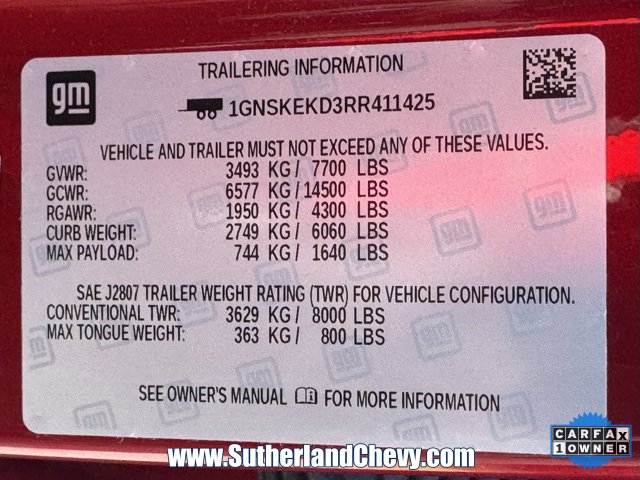 gm
TRAILERING INFORMATION
1GNSKEKD3RR411425
VEHICLE AND TRAILER MUST NOT EXCEED ANY OF THESE VALUES.
GVWR: 3493 KG / 7700 LBS
GCWR: 6577 KG / 14500 LBS
RGAWR: 1950 KG / 4300 LBS
CURB WEIGHT: 2749 KG / 6060 LBS
MAX PAYLOAD: 744 KG / 1640 LBS
SAE J2807 TRAILER WEIGHT RATING (TWR) FOR VEHICLE CONFIGURATION.
CONVENTIONAL TWR: 3629 KG / 8000 LBS
MAX TONGUE WEIGHT: 363 KG / 800 LBS
SEE OWNER'S MANUAL FOR MORE INFORMATION
www.SutherlandChevy.com
CARFAX
1 OWNER